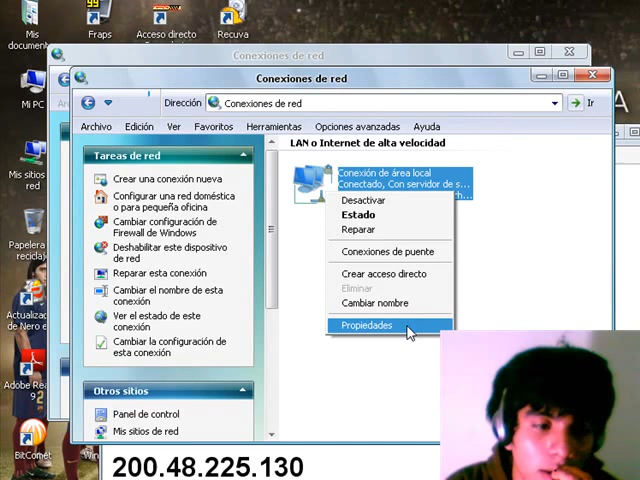 Mis
document
Fraps
Acceso directo
Recuva
Mi PC
Mis sitios
red
Papelera
reciclaj
Actualiza
de Nero e
Adobe Rea
9
BitComet
Conexiones de red
Conexiones de red
Dirección
Conexiones de red
Ir
Archivo Edición Ver Favoritos Herramientas Opciones avanzadas Ayuda
Tareas de red
Crear una conexión nueva
Configurar una red doméstica
o para pequeña oficina
Cambiar configuración de
Firewall de Windows
Deshabilitar este dispositivo
de red
Reparar esta conexión
Cambiar el nombre de esta
conexión
Ver el estado de este
conexión
Cambiar la configuración de
esta conexión
Otros sitios
Panel de control
Mis sitios de red
LAN o Internet de alta velocidad
Conexión de área local
Conectado, Con servidor de s...
Desactivar
Estado
Reparar
Conexiones de puente
Crear acceso directo
Eliminar
Cambiar nombre
Propiedades
200.48.225.130